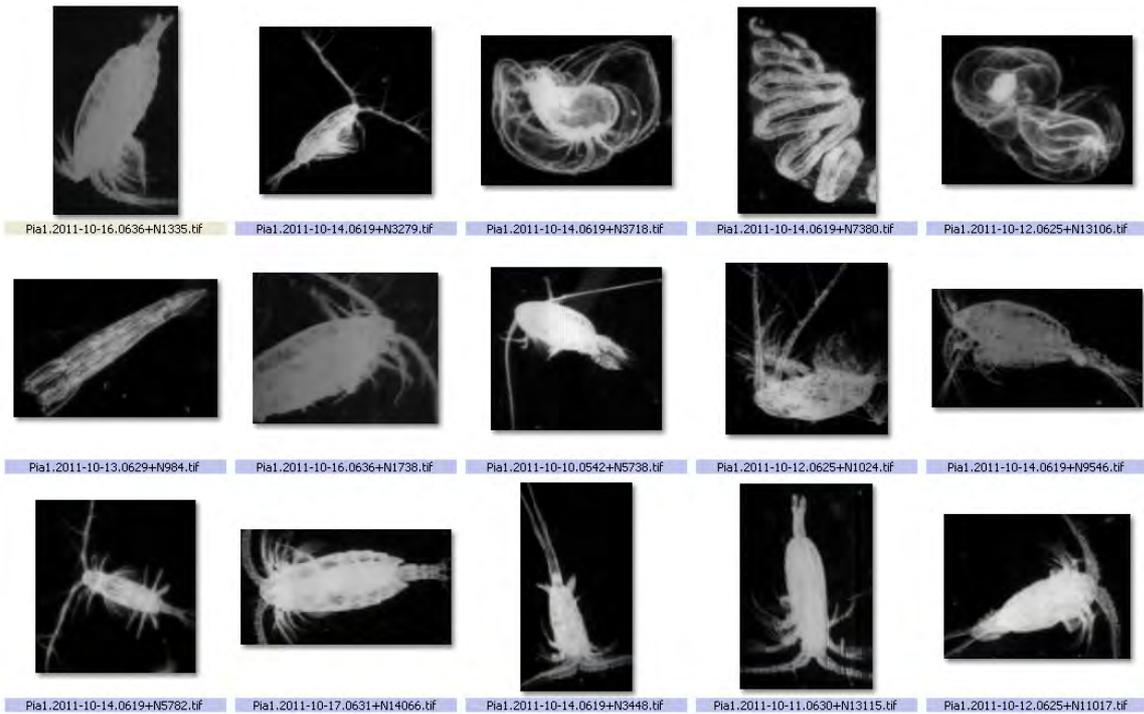 Pia1.2011-10-16.0636+N1335.tif
Pia1.2011-10-14.0619+N3279.tif
Pia1.2011-10-14.0619+N3718.tif
Pia1.2011-10-14.0619+N7380.tif
Pia1.2011-10-12.0625+N13106.tif
Pia1.2011-10-13.0629+N984.tif
Pia1.2011-10-16.0636+N1738.tif
Pia1.2011-10-10.0542+N5738.tif
Pia1.2011-10-12.0625+N1024.tif
Pia1.2011-10-14.0619+N9546.tif
Pia1.2011-10-14.0619+N5782.tif
Pia1.2011-10-17.0631+N14066.tif
Pia1.2011-10-14.0619+N3448.tif
Pia1.2011-10-11.0630+N13115.tif
Pia1.2011-10-12.0625+N11017.tif